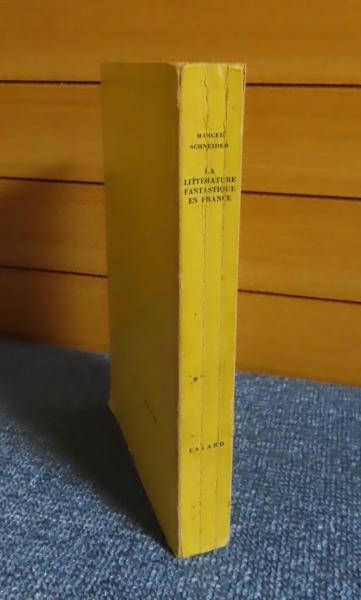 MARCEL
SCHNEIDER
LA
LITTÉRATURE
FANTASTIQUE
EN FRANCE
FAYARD